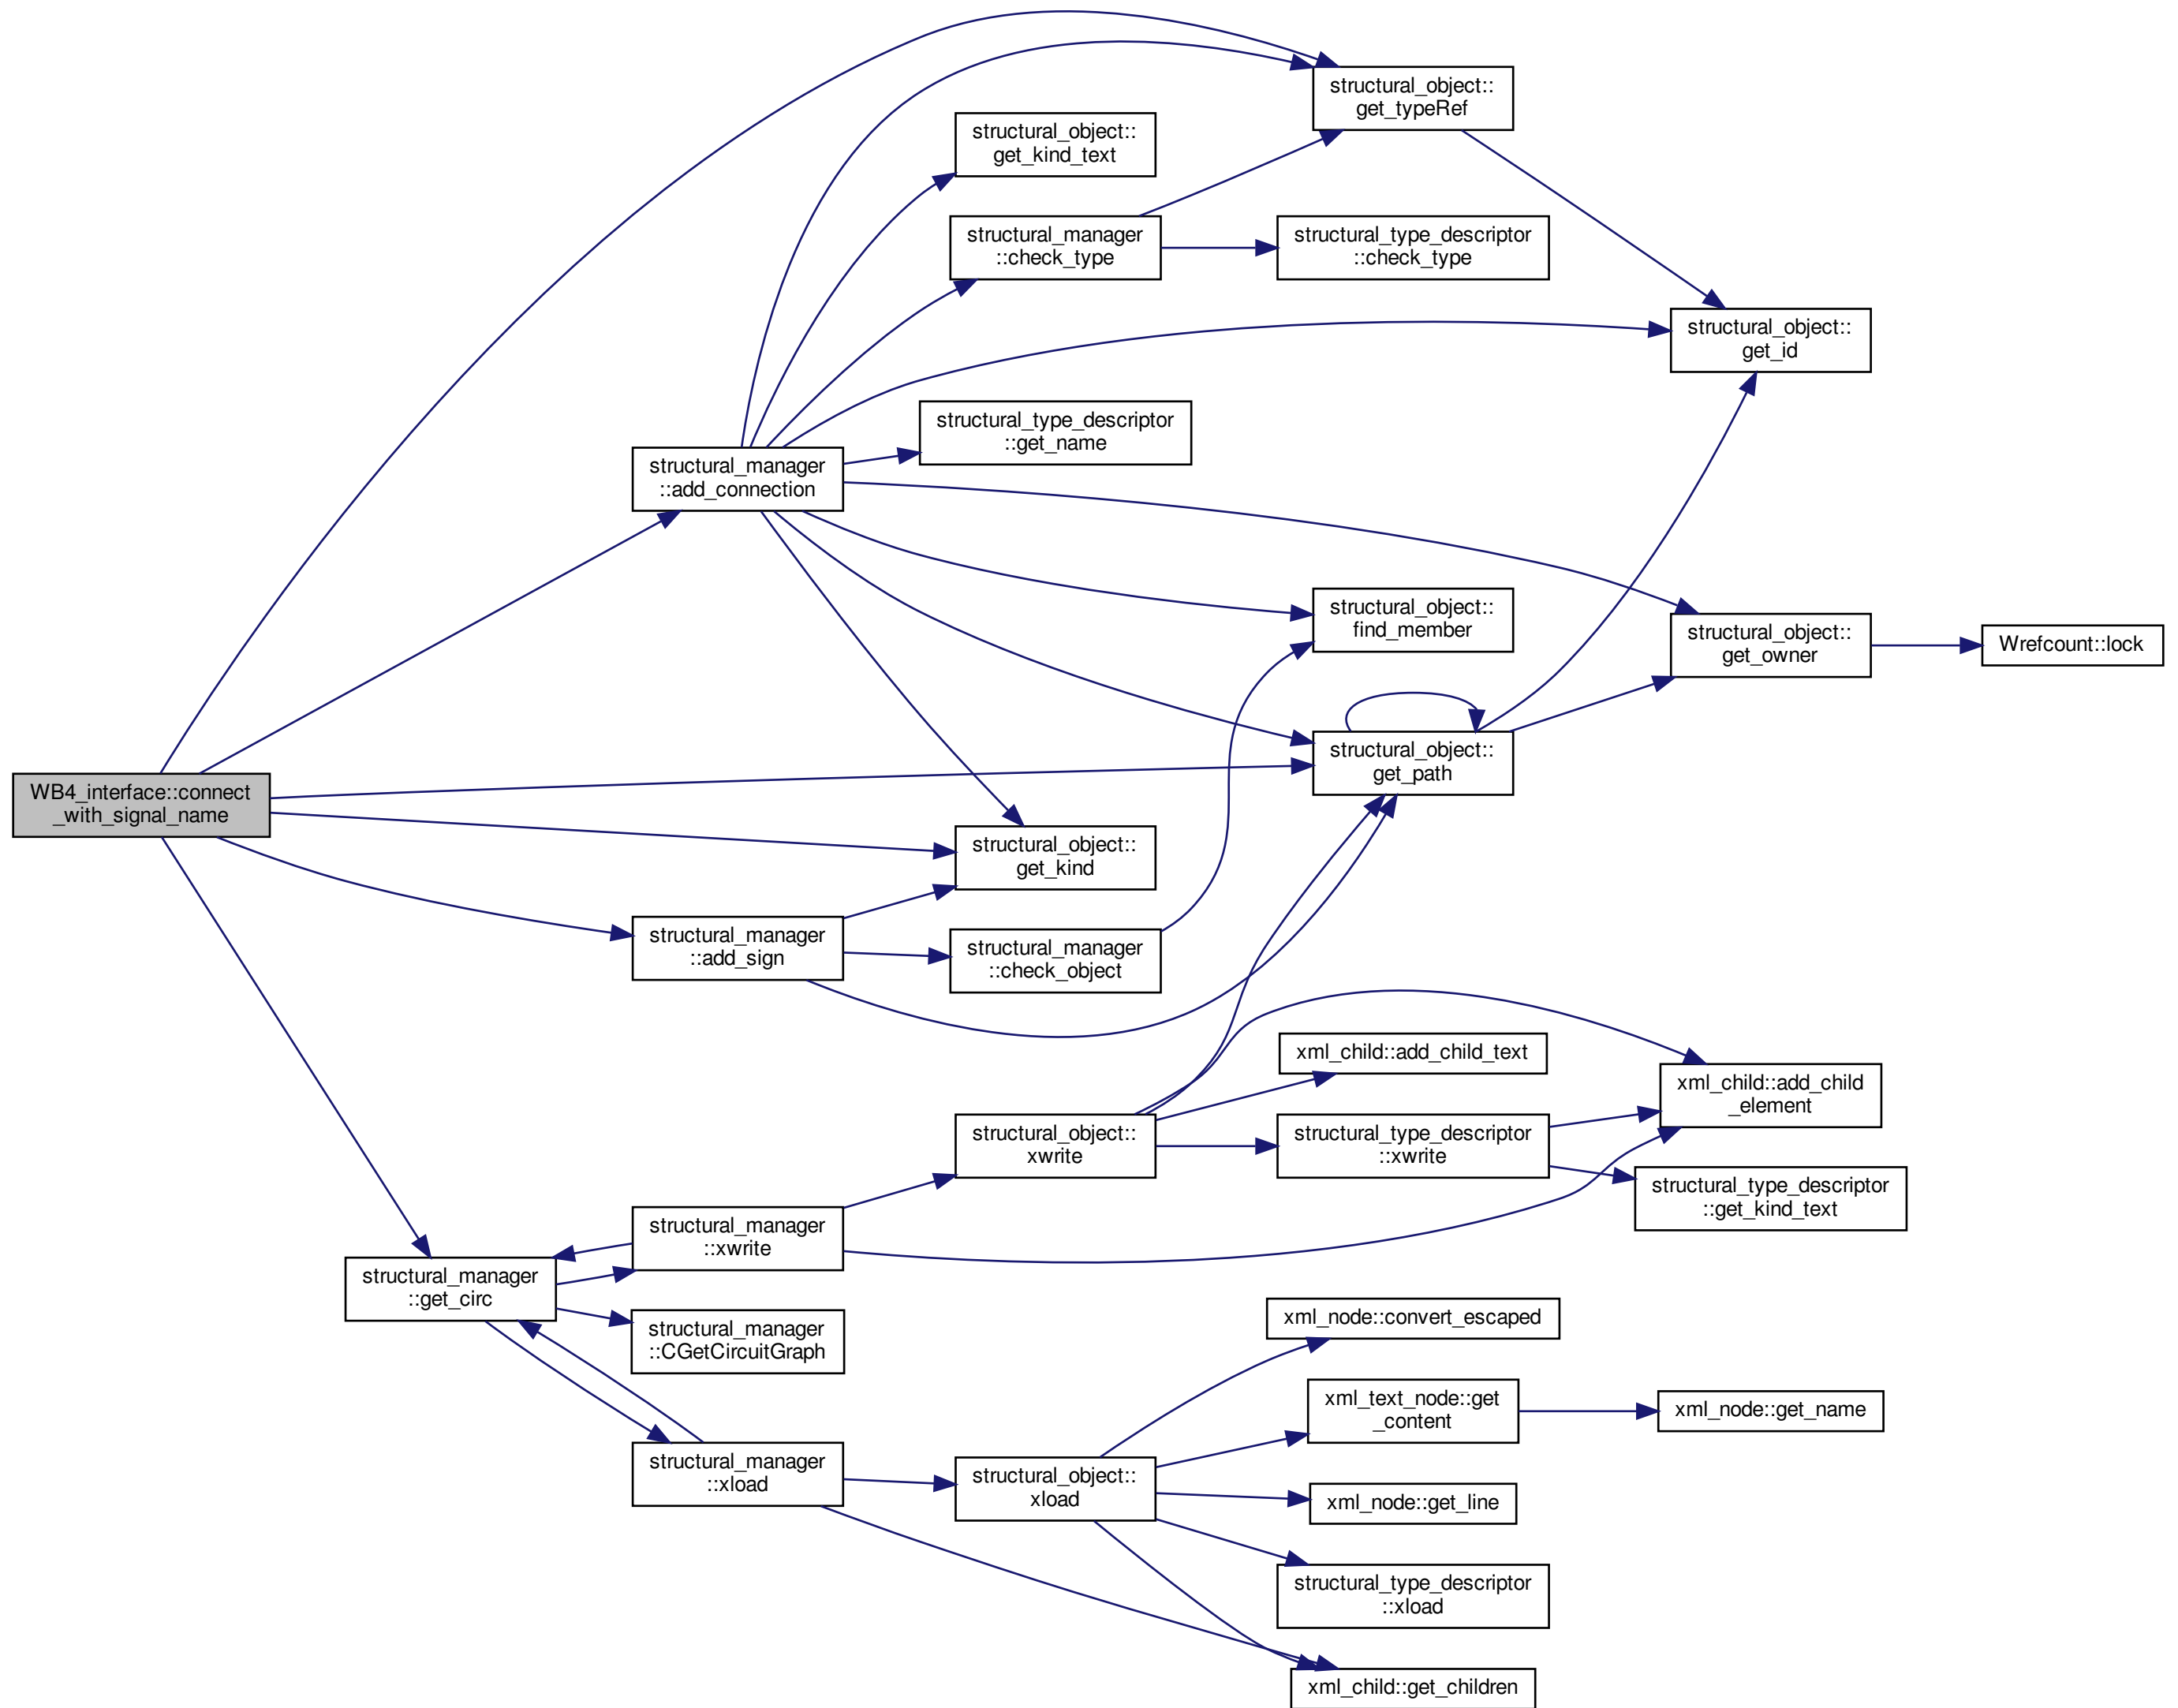 structural_object::
get_typeRef
structural_object::
get_kind_text
structural_manager
::check_type
structural_type_descriptor
::check_type
structural_object::
get_id
structural_type_descriptor
::get_name
structural_manager
::add_connection
structural_object::
find_member
structural_object::
get_owner
Wrefcount::lock
structural_object::
get_path
WB4_interface::connect
_with_signal_name
structural_object::
get_kind
structural_manager
::add_sign
structural_manager
::check_object
xml_child::add_child_text
xml_child::add_child
_element
structural_object::
xwrite
structural_type_descriptor
::xwrite
structural_type_descriptor
::get_kind_text
structural_manager
::xwrite
structural_manager
::get_circ
structural_manager
::CGetCircuitGraph
xml_node::convert_escaped
xml_text_node::get
_content
xml_node::get_name
structural_manager
::xload
structural_object::
xload
xml_node::get_line
structural_type_descriptor
::xload
xml_child::get_children